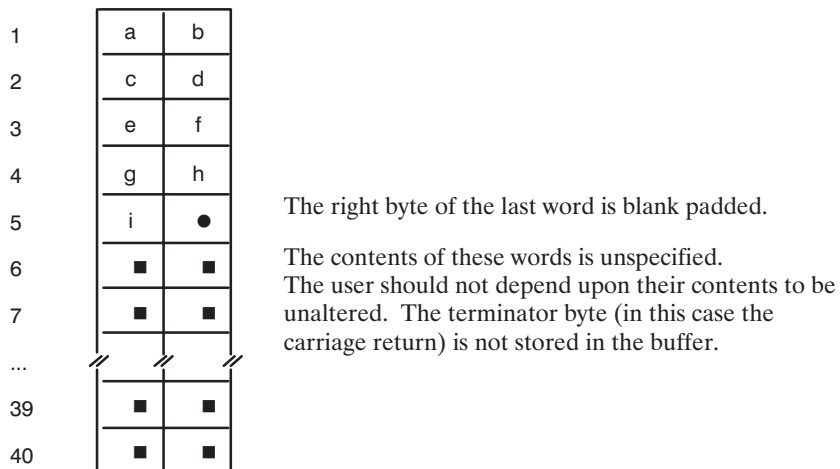 1 a b
2 c d
3 e f
4 g h
5 i ●
The right byte of the last word is blank padded.
6 ■ ■
The contents of these words is unspecified.
The user should not depend upon their contents to be
7 ■ ■
unaltered. The terminator byte (in this case the
carriage return) is not stored in the buffer.
...
39 ■ ■
40 ■ ■